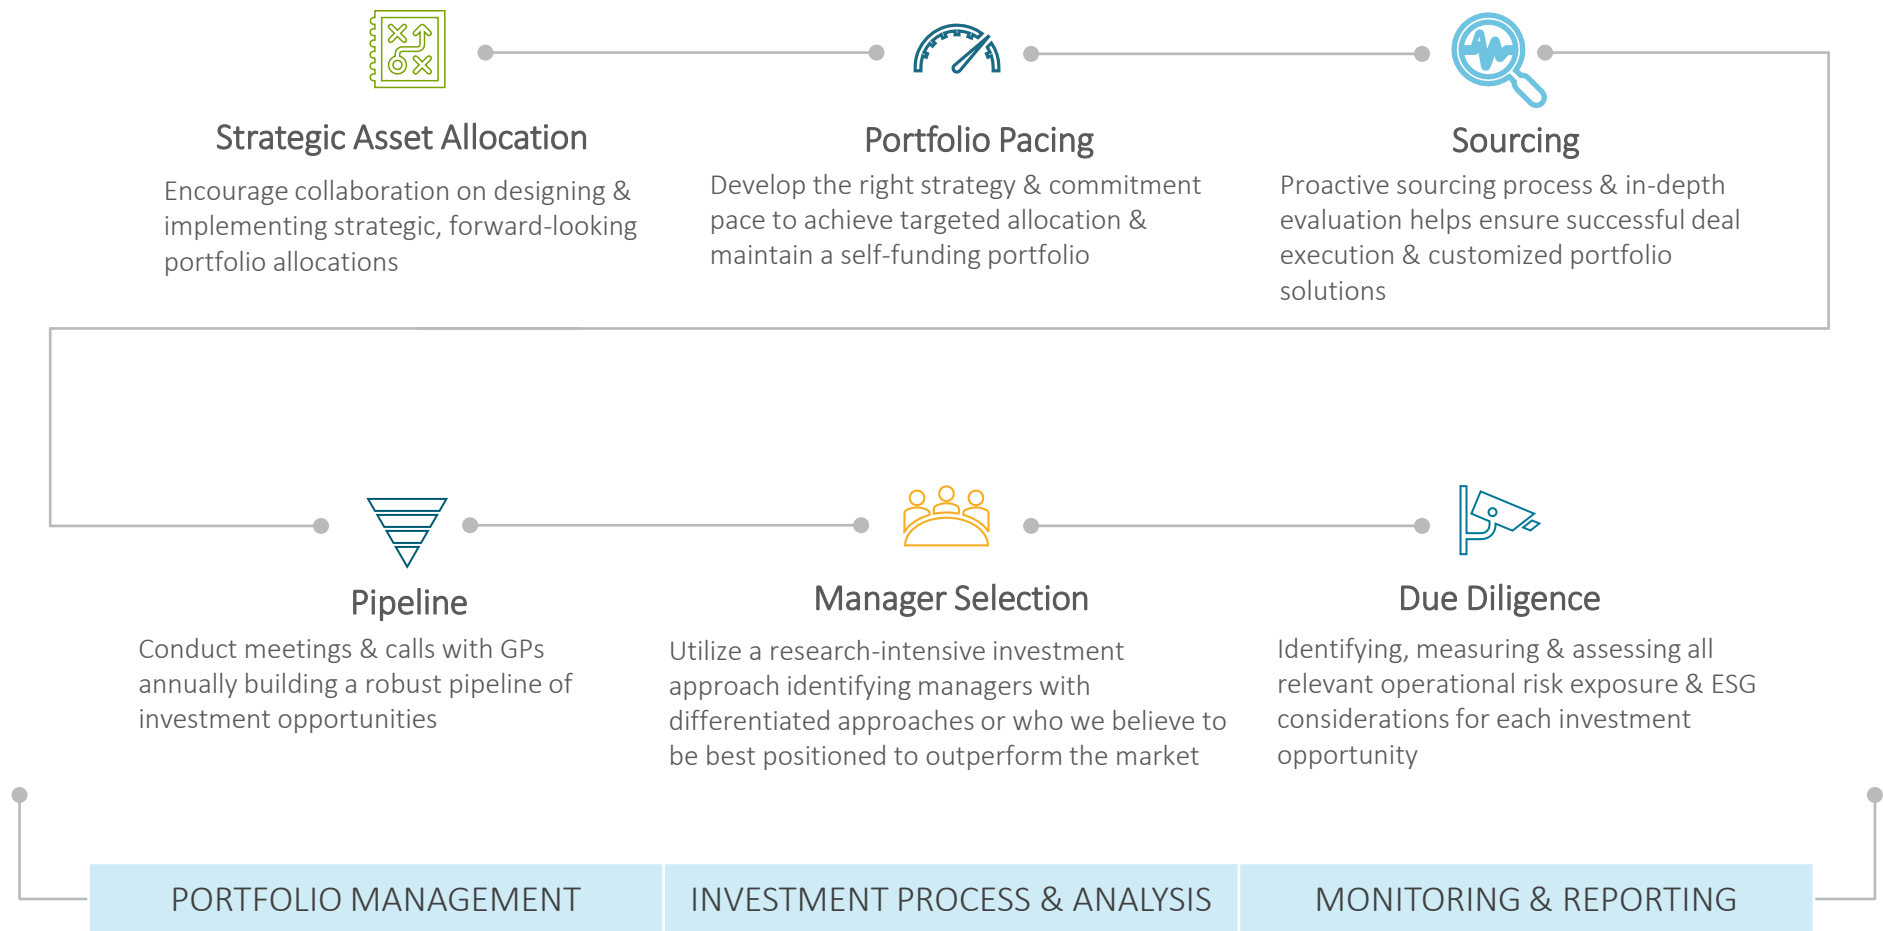 Strategic Asset Allocation
Encourage collaboration on designing &
implementing strategic, forward-looking
portfolio allocations
Portfolio Pacing
Develop the right strategy & commitment
pace to achieve targeted allocation &
maintain a self-funding portfolio
Sourcing
Proactive sourcing process & in-depth
evaluation helps ensure successful deal
execution & customized portfolio
solutions
Pipeline
Conduct meetings & calls with GPs
annually building a robust pipeline of
investment opportunities
Manager Selection
Utilize a research-intensive investment
approach identifying managers with
differentiated approaches or who we believe to
be best positioned to outperform the market
Due Diligence
Identifying, measuring & assessing all
relevant operational risk exposure & ESG
considerations for each investment
opportunity
PORTFOLIO MANAGEMENT
INVESTMENT PROCESS & ANALYSIS
MONITORING & REPORTING